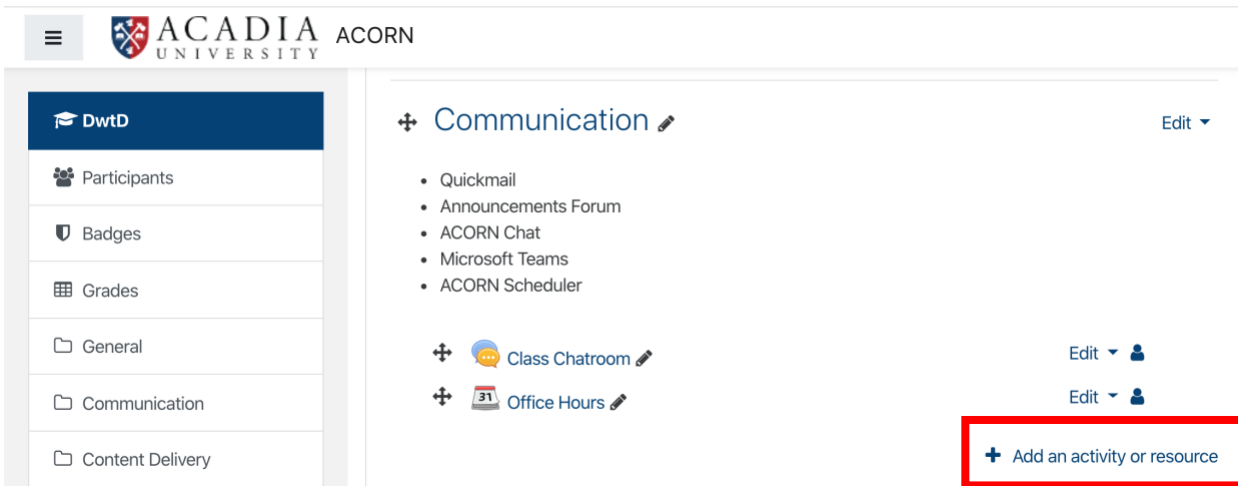 ACADIA UNIVERSITY ACORN
DwtD
Participants
Badges
Grades
General
Communication
Content Delivery
Communication Edit
Quickmail
Announcements Forum
ACORN Chat
Microsoft Teams
ACORN Scheduler
Class Chatroom Edit
31 Office Hours Edit
Add an activity or resource